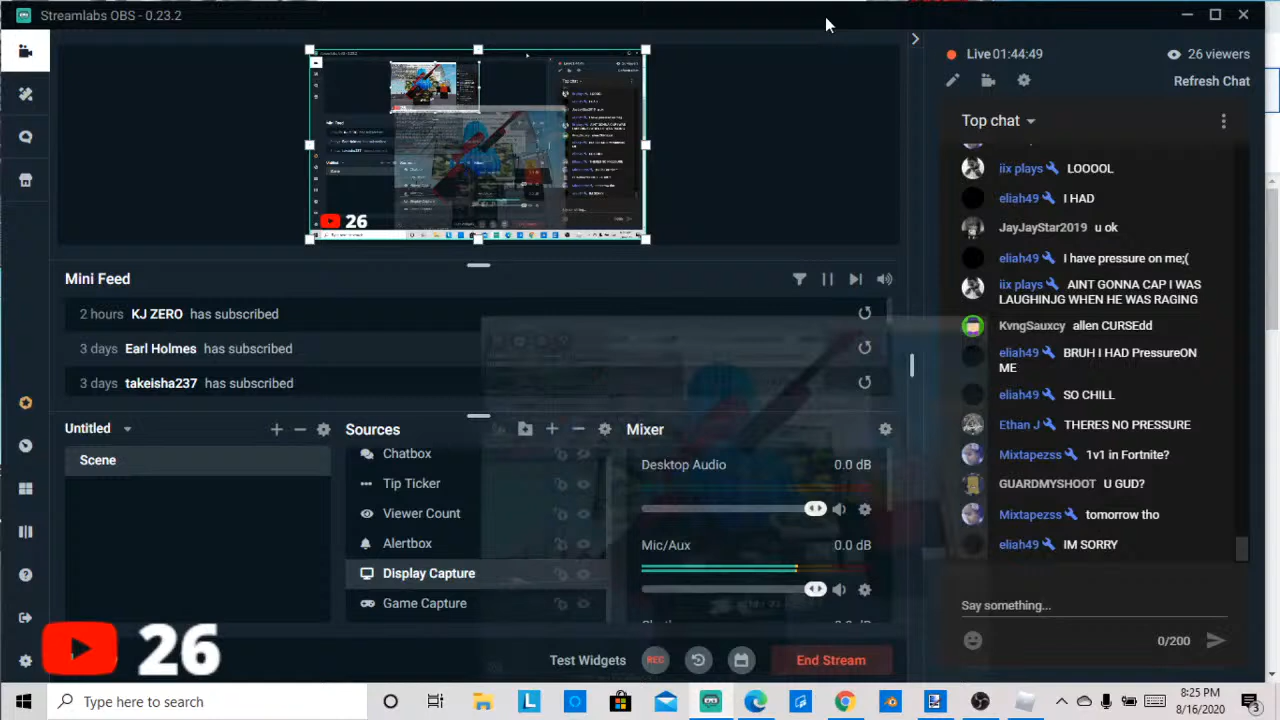 Streamlabs OBS - 0.23.2
Live 01:44:49
26 viewers
Refresh Chat
Top chat
iix plays LOOOOL
eliah49 I HAD
JayJaySlat2019 u ok
eliah49 I have pressure on me;(
iix plays AINT GONNA CAP I WAS
LAUGHINJG WHEN HE WAS RAGING
KvngSauxcy allen CURSEdd
eliah49 BRUH I HAD PressureON
ME
eliah49 SO CHILL
Ethan J THERES NO PRESSURE
Mixtapezss 1v1 in Fortnite?
GUARDMYSHOOT U GUD?
Mixtapezss tomorrow tho
eliah49 IM SORRY
Say something...
0/200
26
Mini Feed
2 hours KJ ZERO has subscribed
3 days Earl Holmes has subscribed
3 days takeisha237 has subscribed
Untitled
Scene
Sources
Chatbox
Tip Ticker
Viewer Count
Alertbox
Display Capture
Game Capture
Mixer
Desktop Audio 0.0 dB
Mic/Aux 0.0 dB
26
Test Widgets
REC
End Stream
Type here to search
6:25 PM
8/16/2020
3